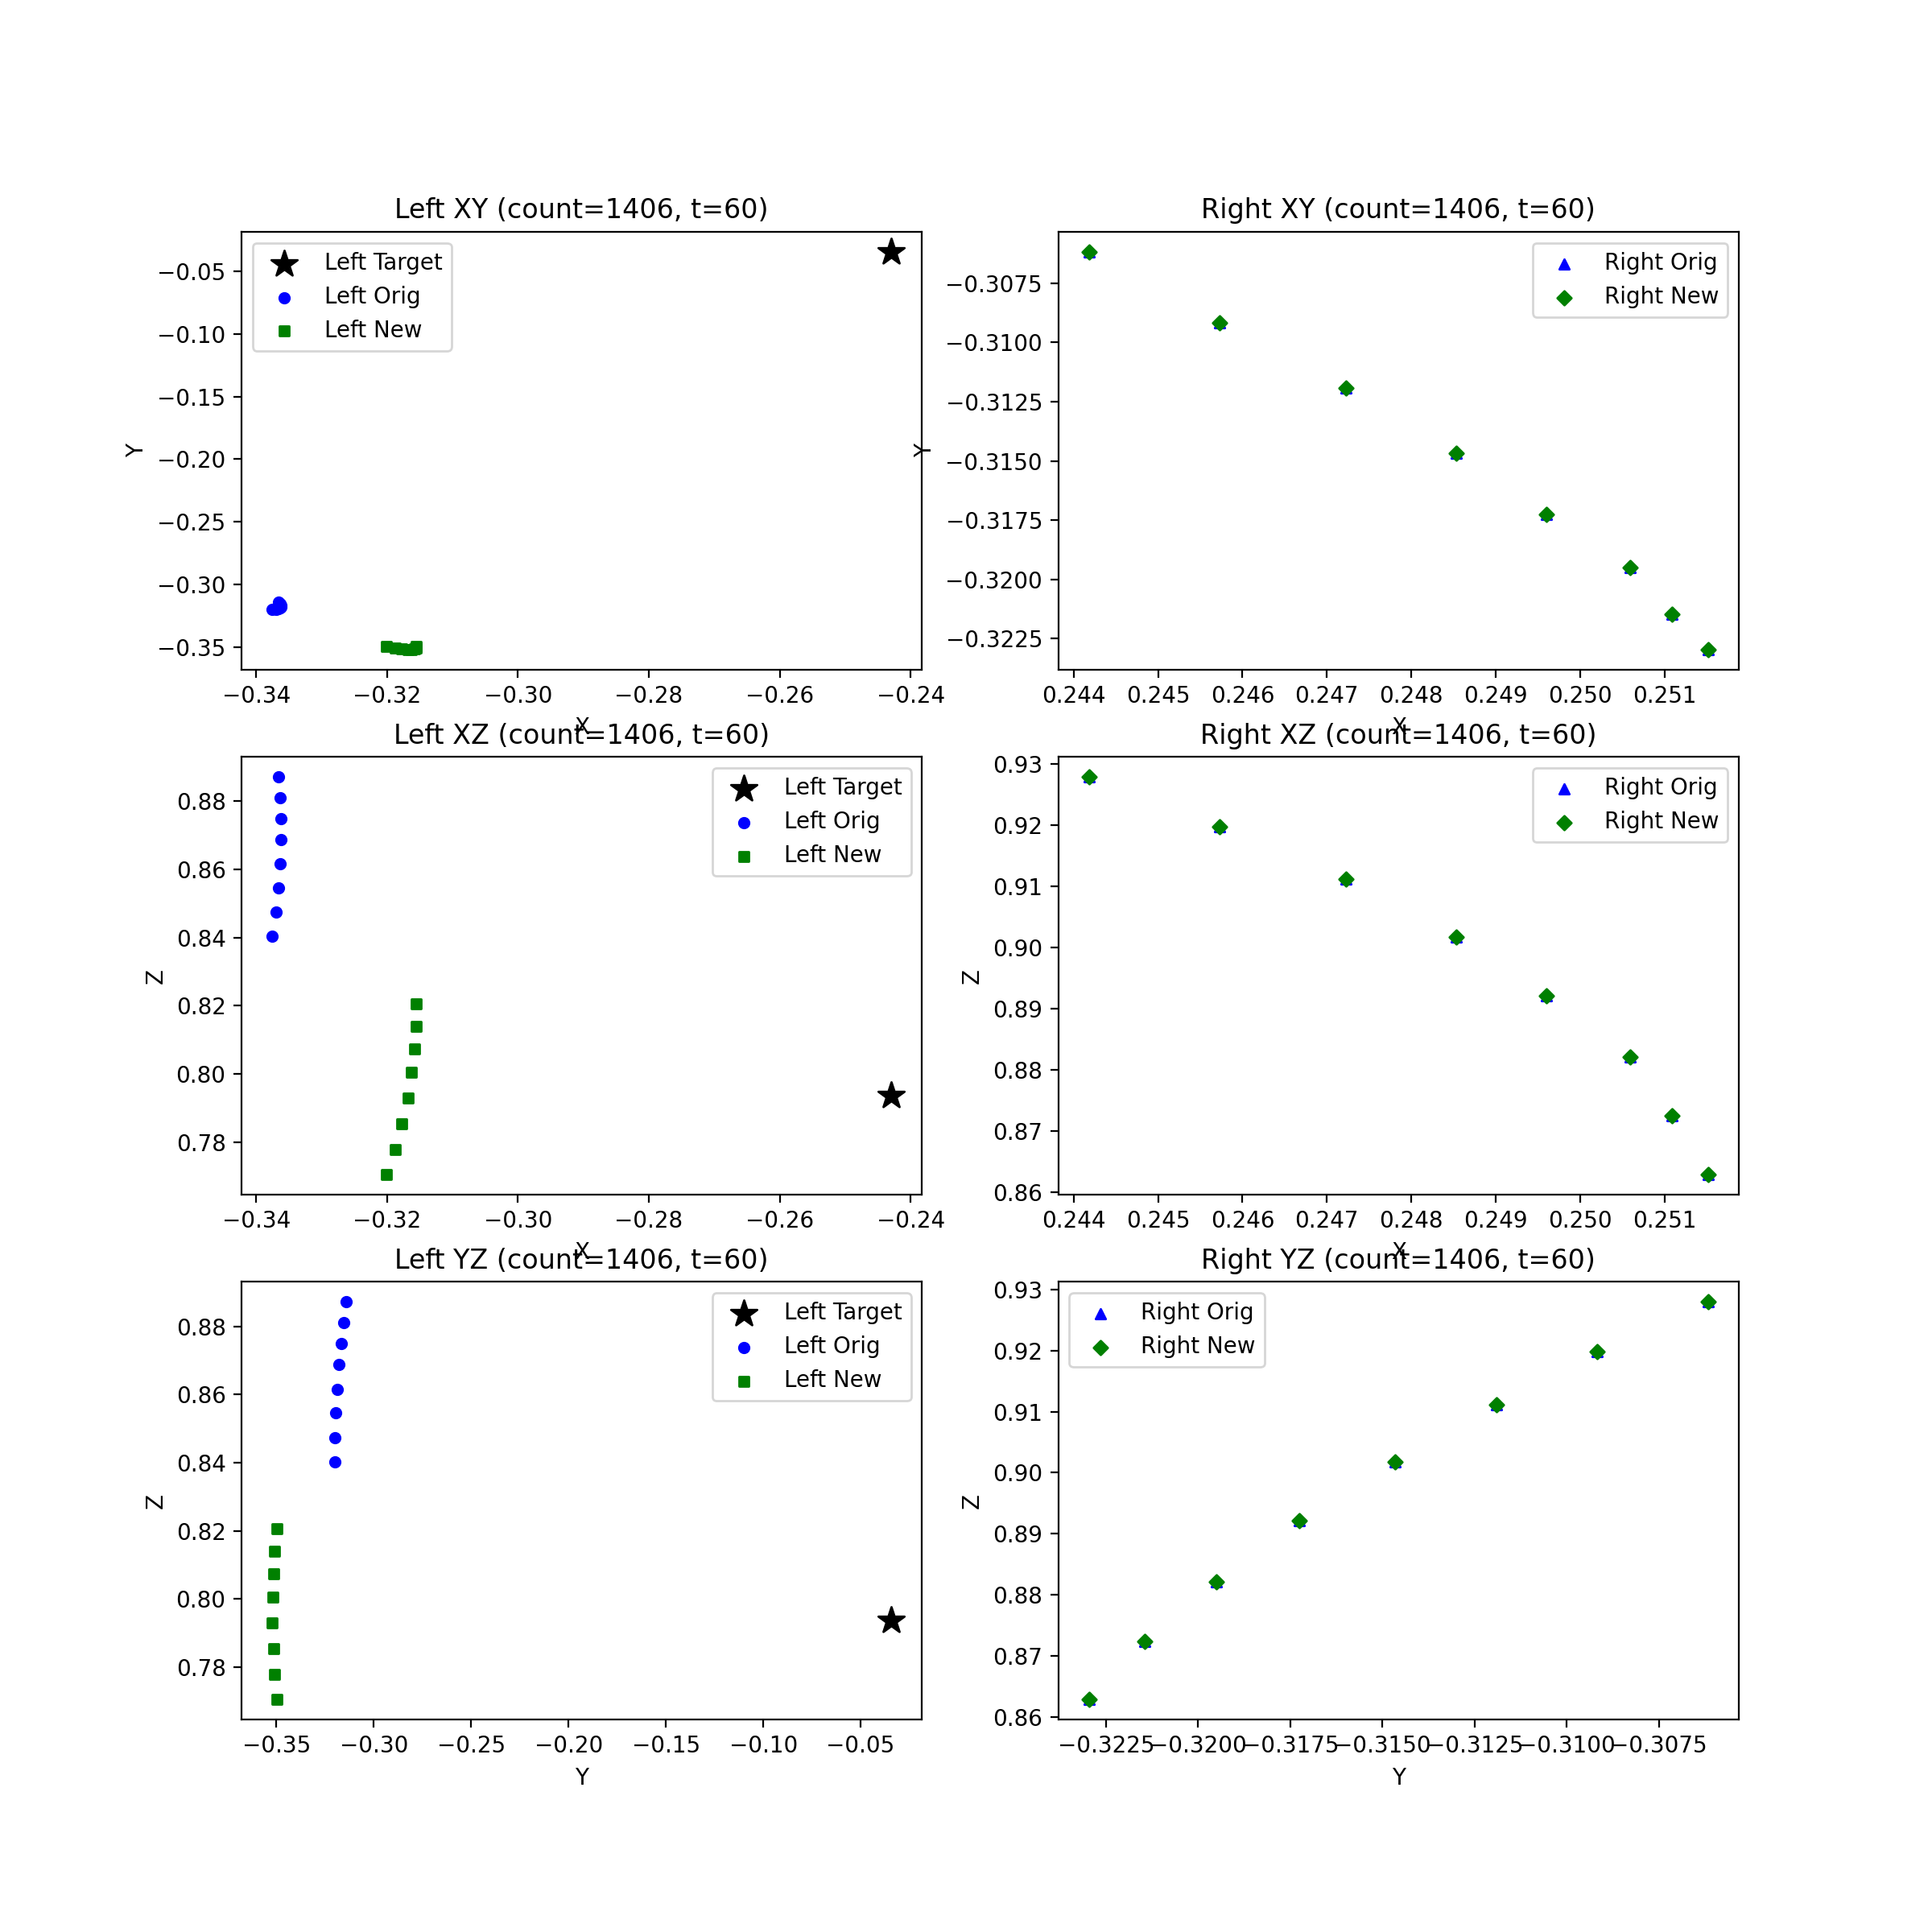 Left XY (count=1406, t=60)
Left Target
Left Orig
Left New
−0.05
−0.10
−0.15
−0.20
−0.25
−0.30
−0.35
Y
−0.34 −0.32 −0.30 −0.28 −0.26 −0.24
X
Right XY (count=1406, t=60)
Right Orig
Right New
−0.3075
−0.3100
−0.3125
−0.3150
−0.3175
−0.3200
−0.3225
Y
0.244 0.245 0.246 0.247 0.248 0.249 0.250 0.251
X
Left XZ (count=1406, t=60)
Left Target
Left Orig
Left New
0.88
0.86
0.84
0.82
0.80
0.78
Z
−0.34 −0.32 −0.30 −0.28 −0.26 −0.24
X
Right XZ (count=1406, t=60)
Right Orig
Right New
0.93
0.92
0.91
0.90
0.89
0.88
0.87
0.86
Z
0.244 0.245 0.246 0.247 0.248 0.249 0.250 0.251
X
Left YZ (count=1406, t=60)
Left Target
Left Orig
Left New
0.88
0.86
0.84
0.82
0.80
0.78
Z
−0.35 −0.30 −0.25 −0.20 −0.15 −0.10 −0.05
Y
Right YZ (count=1406, t=60)
Right Orig
Right New
0.93
0.92
0.91
0.90
0.89
0.88
0.87
0.86
Z
−0.3225 −0.3200 −0.3175 −0.3150 −0.3125 −0.3100 −0.3075
Y